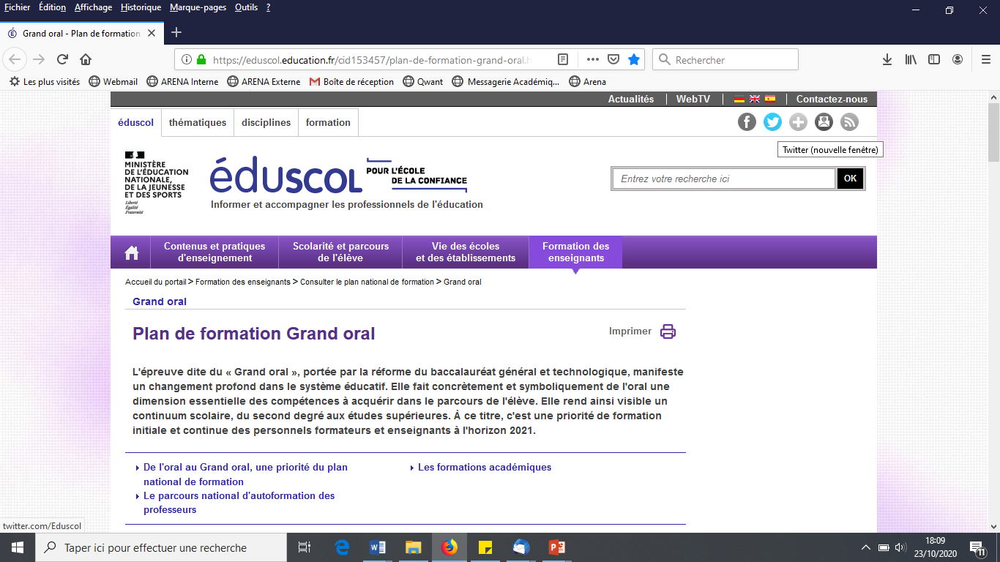 Fichier Édition Affichage Historique Marque-pages Outils ?
Grand oral - Plan de formation
https://eduscol.education.fr/cid153457/plan-de-formation-grand-oral.h
Rechercher
Les plus visités Webmail ARENA Interne ARENA Externe Boîte de réception Qwant Messagerie Académiq... Arena
Actualités WebTV Contactez-nous
éduscol thématiques disciplines formation
Twitter (nouvelle fenêtre)
MINISTÈRE
DE L'ÉDUCATION
NATIONALE,
DE LA JEUNESSE
ET DES SPORTS
Liberté
Égalité
Fraternité
éduscol
POUR L'ÉCOLE
DE LA CONFIANCE
Informer et accompagner les professionnels de l'éducation
Entrez votre recherche ici OK
Contenus et pratiques
d'enseignement
Scolarité et parcours
de l'élève
Vie des écoles
et des établissements
Formation des
enseignants
Accueil du portail > Formation des enseignants > Consulter le plan national de formation > Grand oral
Grand oral
Plan de formation Grand oral
Imprimer
L'épreuve dite du « Grand oral », portée par la réforme du baccalauréat général et technologique, manifeste
un changement profond dans le système éducatif. Elle fait concrètement et symboliquement de l'oral une
dimension essentielle des compétences à acquérir dans le parcours de l'élève. Elle rend ainsi visible un
continuum scolaire, du second degré aux études supérieures. À ce titre, c'est une priorité de formation
initiale et continue des personnels formateurs et enseignants à l'horizon 2021.
De l'oral au Grand oral, une priorité du plan
national de formation
Le parcours national d'autoformation des
professeurs
Les formations académiques
twitter.com/Eduscol
Taper ici pour effectuer une recherche
18:09
23/10/2020
11